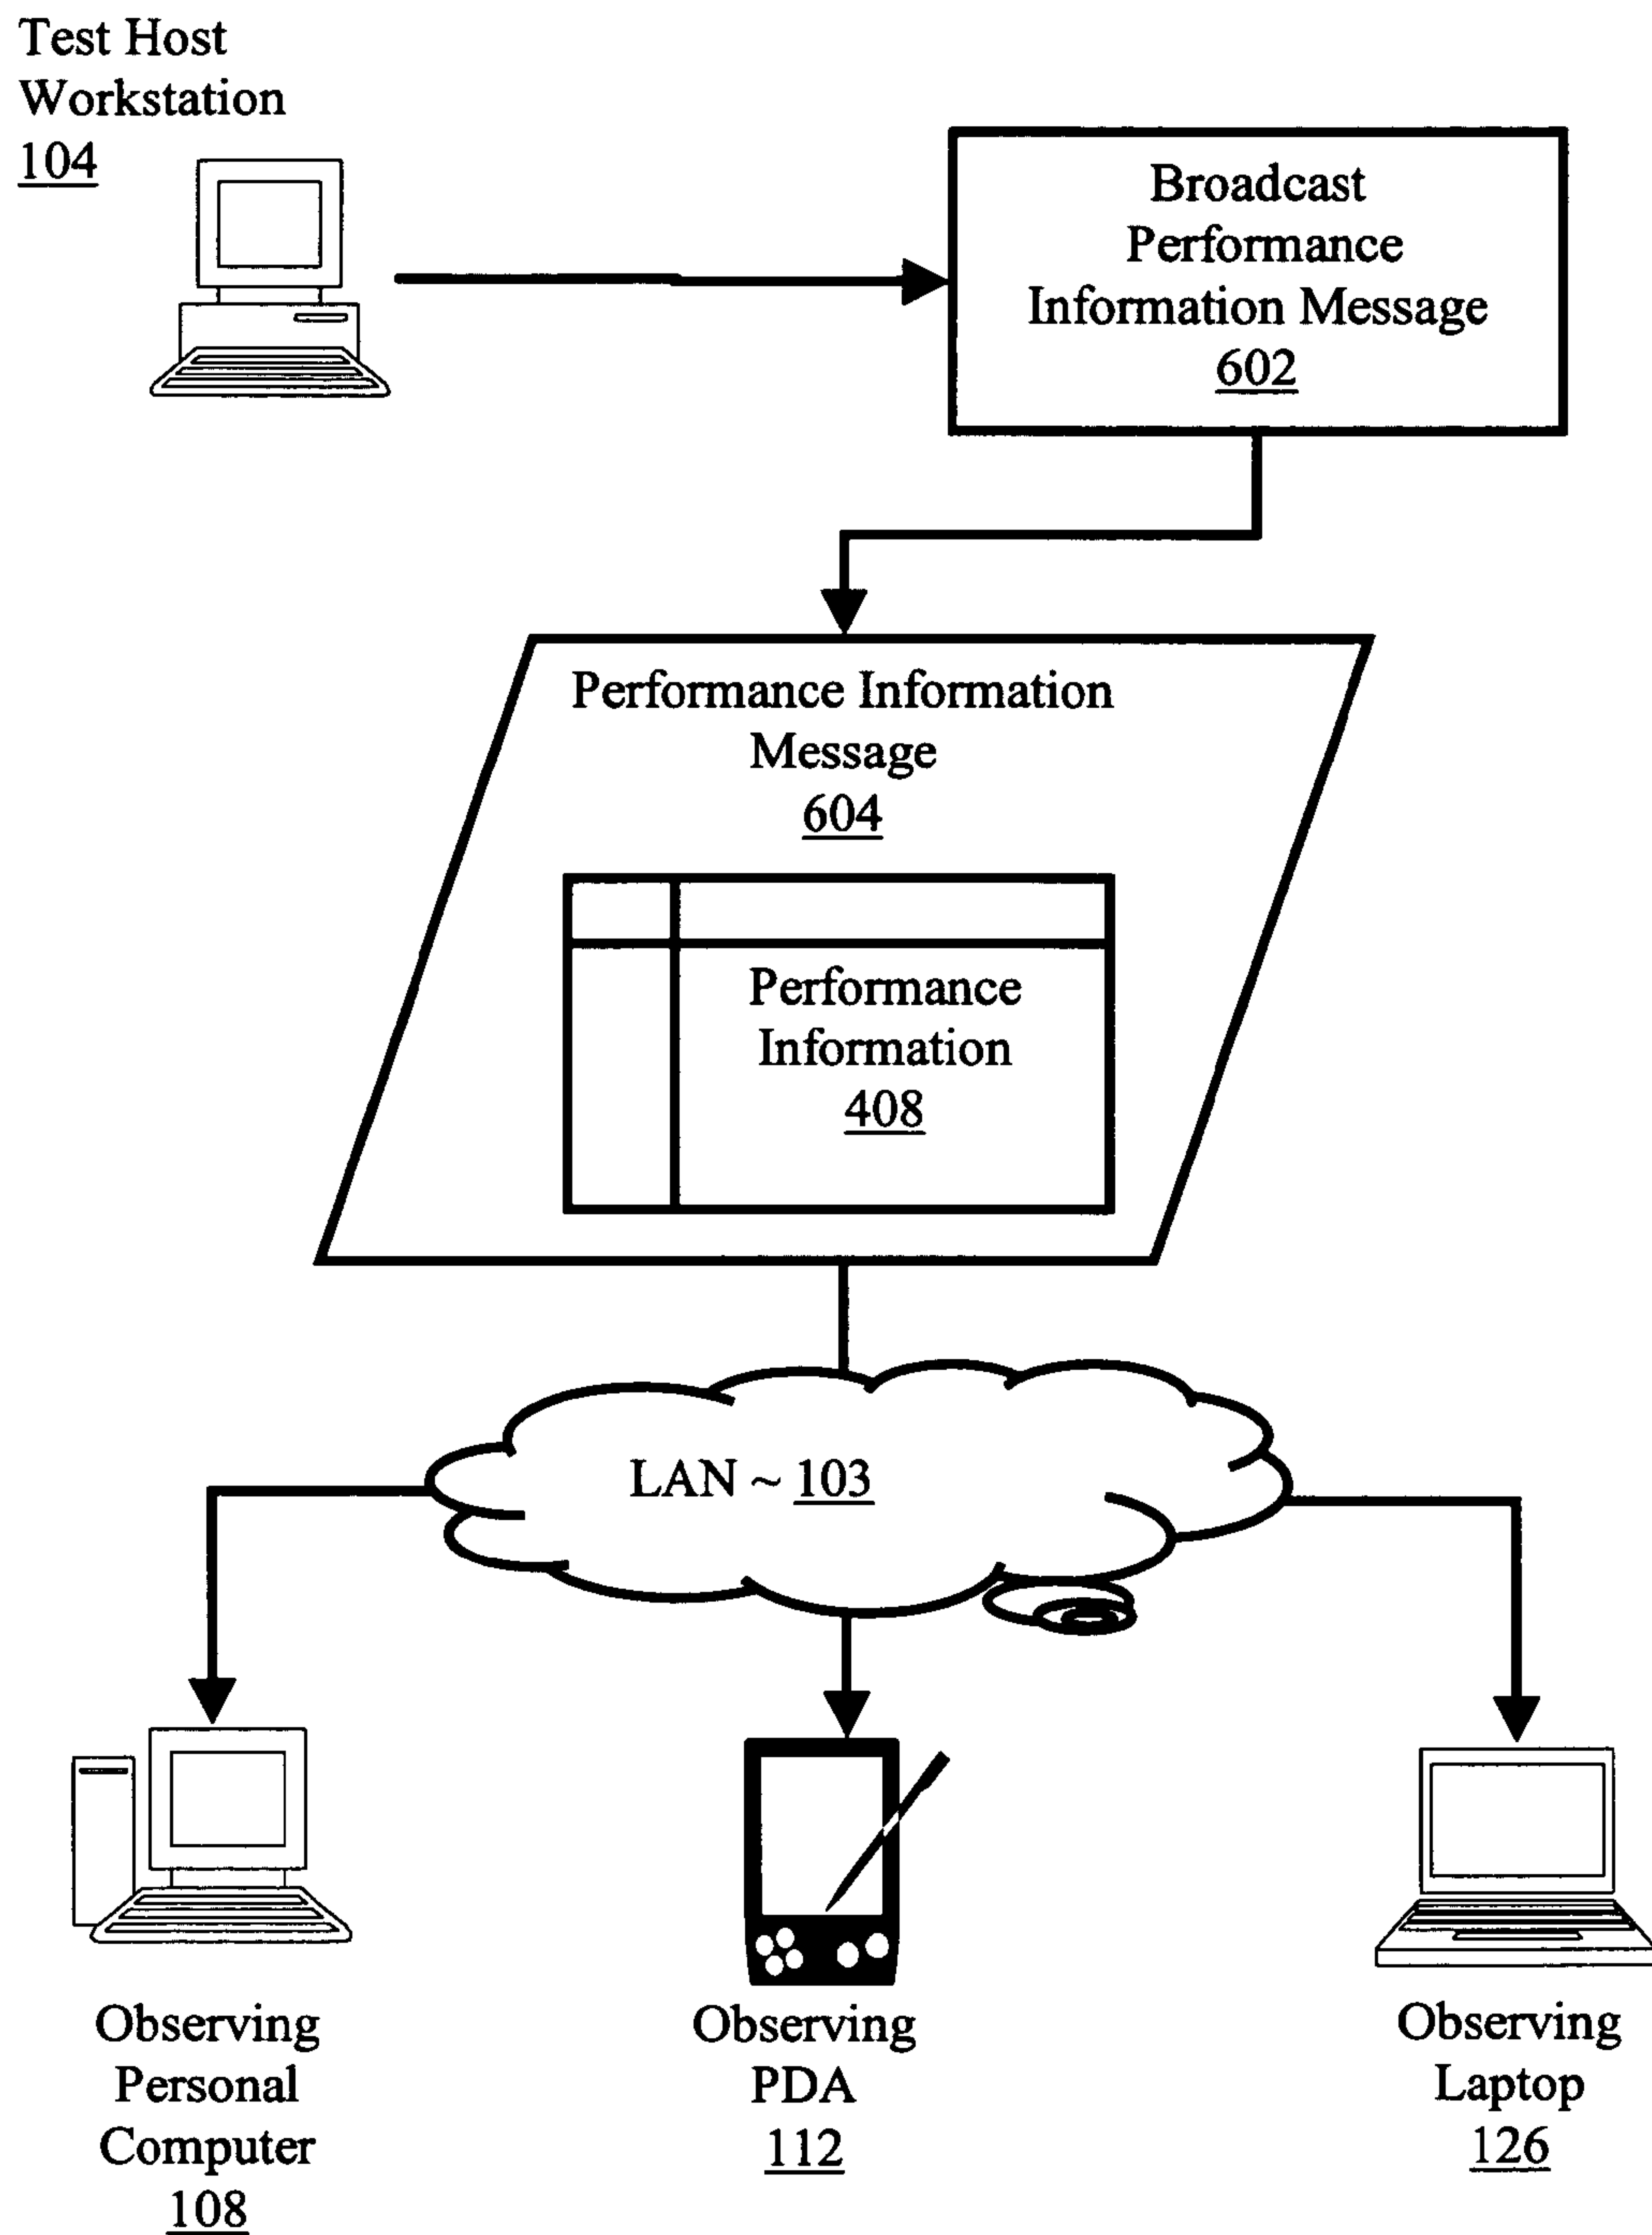 Test Host
Workstation
104
Broadcast
Performance
Information Message
602
Performance Information
Message
604
Performance
Information
408
LAN ~ 103
Observing
Personal
Computer
108
Observing
PDA
112
Observing
Laptop
126